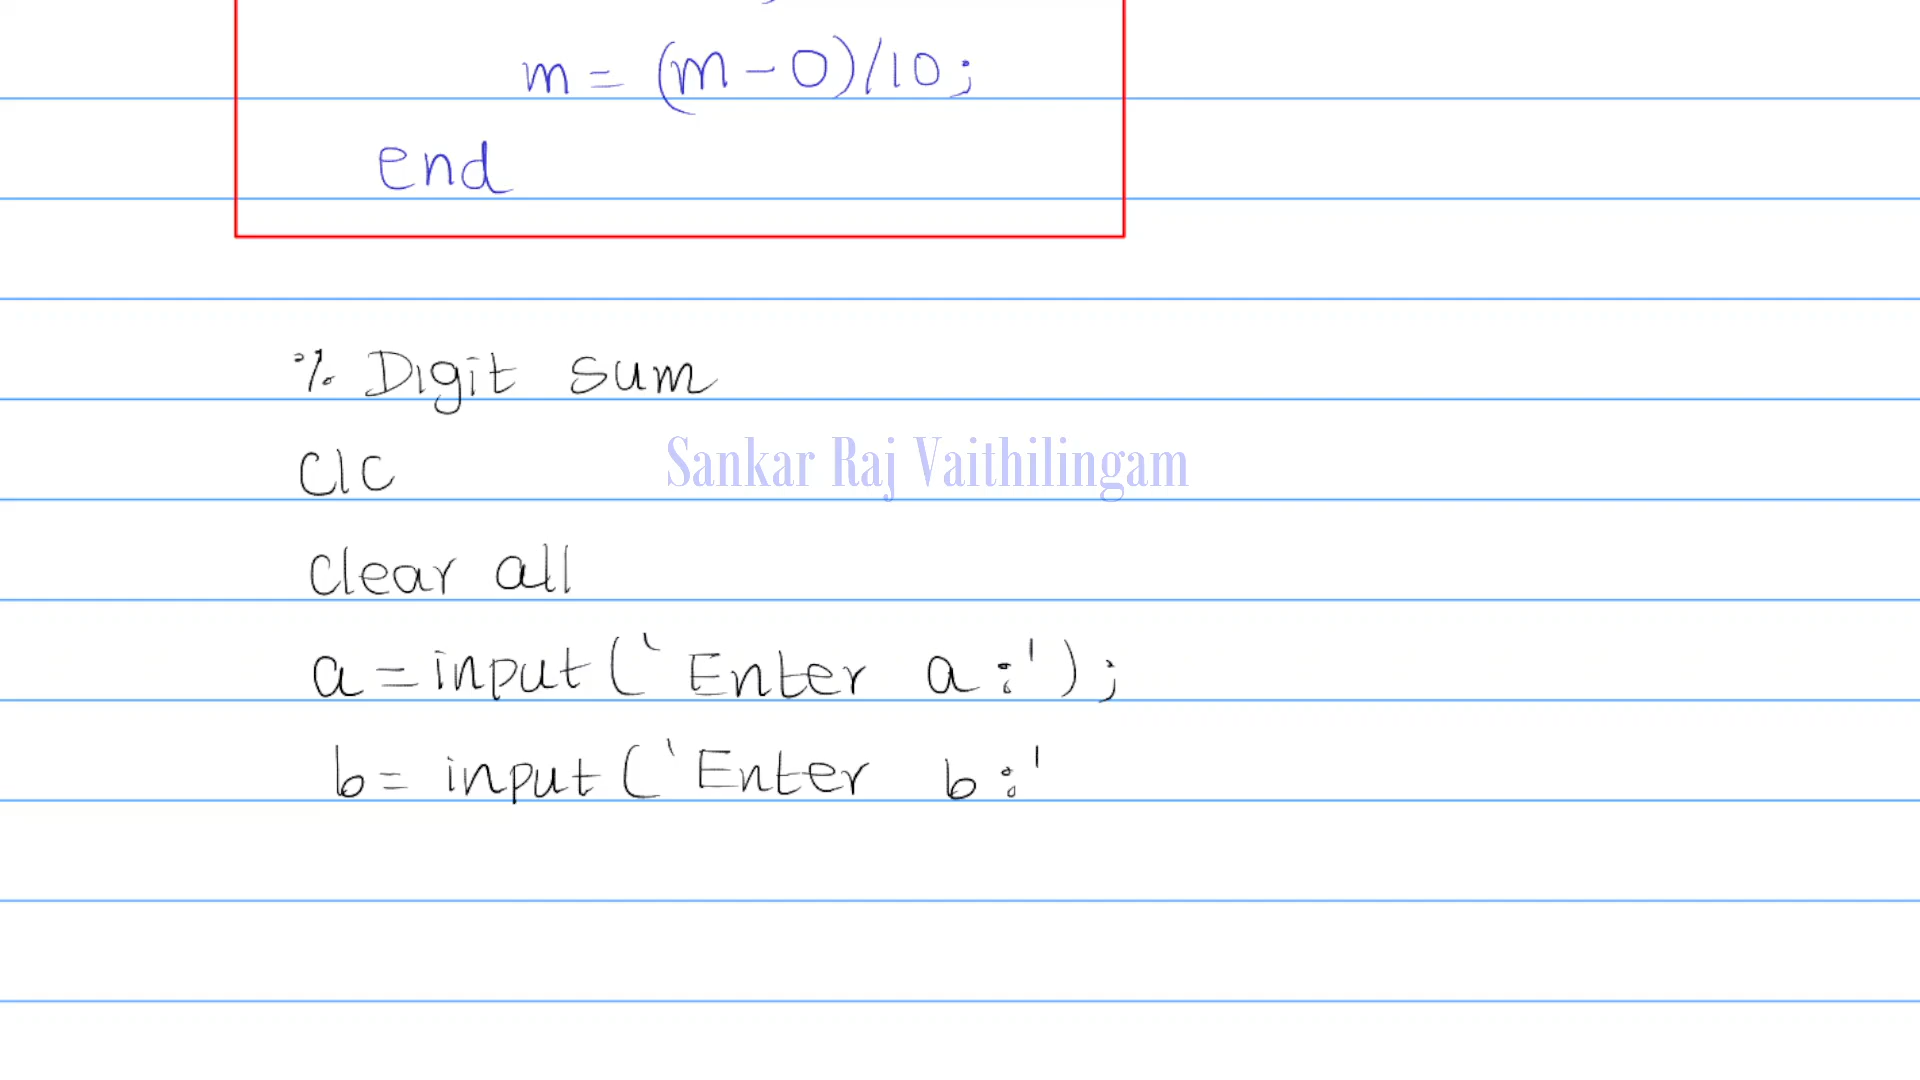 m = (m - 0)/10;
end
% Digit sum
clc
Sankar Raj Vaithilingam
clear all
a = input(`Enter a:');
b = input(`Enter b:'